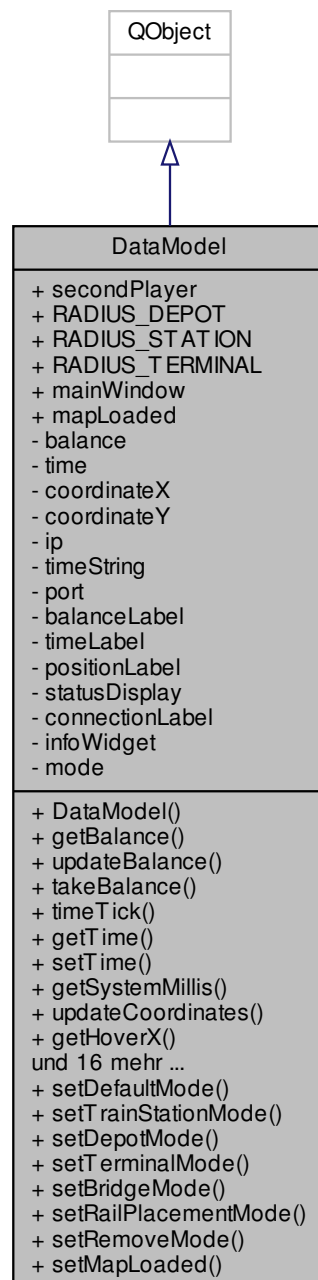 QObject
DataModel
+ secondPlayer
+ RADIUS_DEPOT
+ RADIUS_STATION
+ RADIUS_TERMINAL
+ mainWindow
+ mapLoaded
- balance
- time
- coordinateX
- coordinateY
- ip
- timeString
- port
- balanceLabel
- timeLabel
- positionLabel
- statusDisplay
- connectionLabel
- infoWidget
- mode
+ DataModel()
+ getBalance()
+ updateBalance()
+ takeBalance()
+ timeTick()
+ getTime()
+ setTime()
+ getSystemMillis()
+ updateCoordinates()
+ getHoverX()
und 16 mehr ...
+ setDefaultMode()
+ setTrainStationMode()
+ setDepotMode()
+ setTerminalMode()
+ setBridgeMode()
+ setRailPlacementMode()
+ setRemoveMode()
+ setMapLoaded()